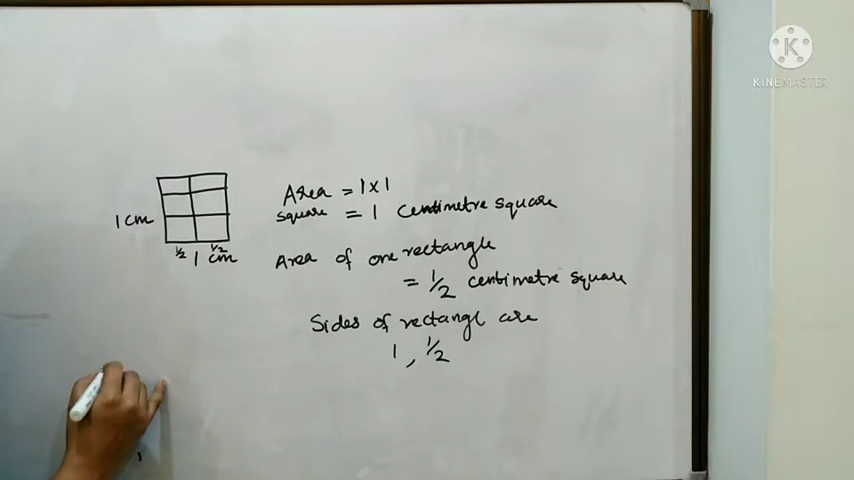 K
KINEMASTER
1 cm
1/2 1/2
1 cm
Area = 1 x 1
square = 1 centimetre square
Area of one rectangle
= 1/2 centimetre square
Sides of rectangl are
1 , 1/2